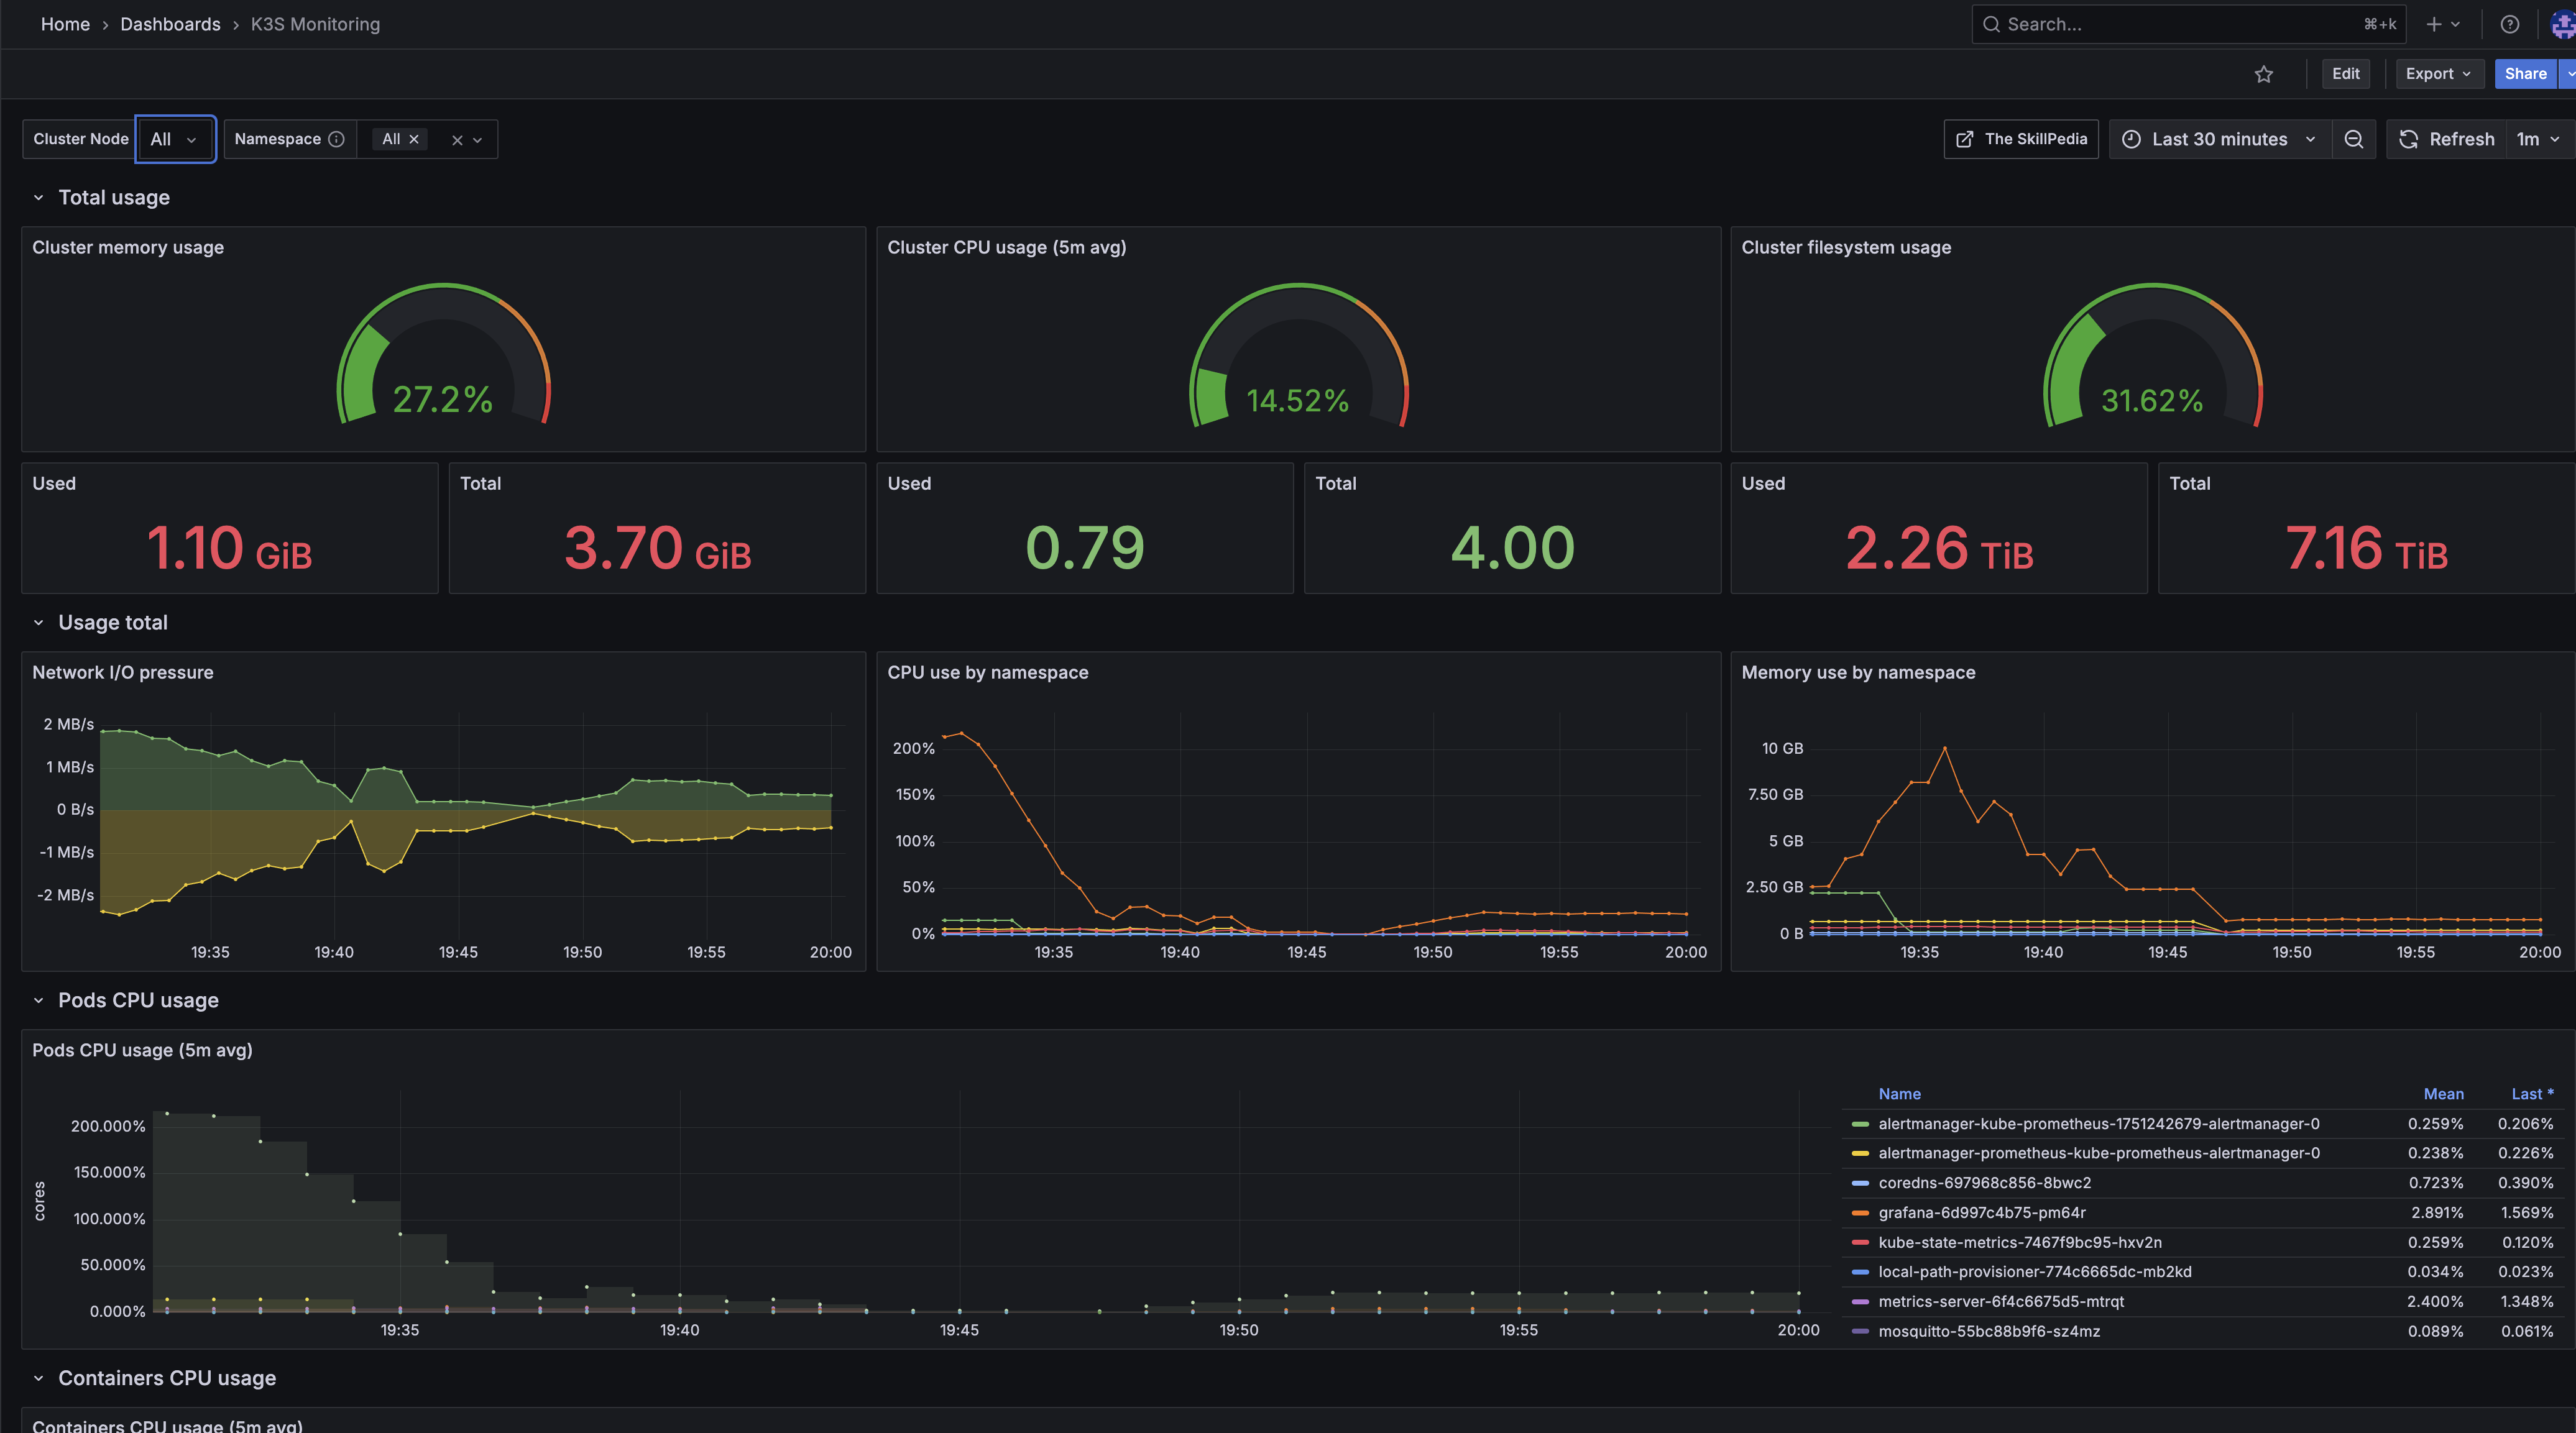 Home > Dashboards > K3S Monitoring
Search... ⌘+k
Edit Export Share
Cluster Node All Namespace All The SkillPedia Last 30 minutes Refresh 1m
Total usage
Cluster memory usage
27.2%
Cluster CPU usage (5m avg)
14.52%
Cluster filesystem usage
31.62%
Used
1.10 GiB
Total
3.70 GiB
Used
0.79
Total
4.00
Used
2.26 TiB
Total
7.16 TiB
Usage total
Network I/O pressure
2 MB/s
1 MB/s
0 B/s
-1 MB/s
-2 MB/s
19:35 19:40 19:45 19:50 19:55 20:00
CPU use by namespace
200%
150%
100%
50%
0%
19:35 19:40 19:45 19:50 19:55 20:00
Memory use by namespace
10 GB
7.50 GB
5 GB
2.50 GB
0 B
19:35 19:40 19:45 19:50 19:55 20:00
Pods CPU usage
Pods CPU usage (5m avg)
cores
200.000%
150.000%
100.000%
50.000%
0.000%
19:35 19:40 19:45 19:50 19:55 20:00
Name Mean Last *
alertmanager-kube-prometheus-1751242679-alertmanager-0 0.259% 0.206%
alertmanager-prometheus-kube-prometheus-alertmanager-0 0.238% 0.226%
coredns-697968c856-8bwc2 0.723% 0.390%
grafana-6d997c4b75-pm64r 2.891% 1.569%
kube-state-metrics-7467f9bc95-hxv2n 0.259% 0.120%
local-path-provisioner-774c6665dc-mb2kd 0.034% 0.023%
metrics-server-6f4c6675d5-mtrqt 2.400% 1.348%
mosquitto-55bc88b9f6-sz4mz 0.089% 0.061%
Containers CPU usage
Containers CPU usage (5m avg)